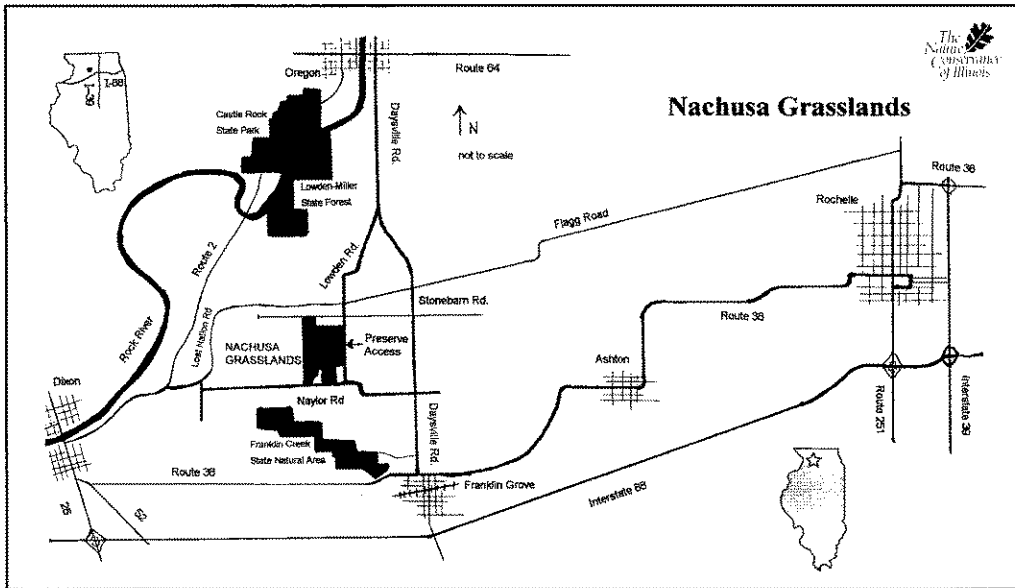 The
Nature
Conservancy
of Illinois
Nachusa Grasslands
I-39
I-88
Oregon
Route 64
Castle Rock
State Park
Daysville Rd.
N
not to scale
Lowden-Miller
State Forest
Route 38
Rochelle
Flagg Road
Route 2
Lowden Rd.
Stonebarn Rd.
Rock River
Lost Nation Rd
NACHUSA
GRASSLANDS
Preserve
Access
Route 38
Ashton
Dixon
Naylor Rd
Daysville Rd.
Route 251
Interstate 39
Franklin Creek
State Natural Area
Route 38
Franklin Grove
Interstate 88
26
52